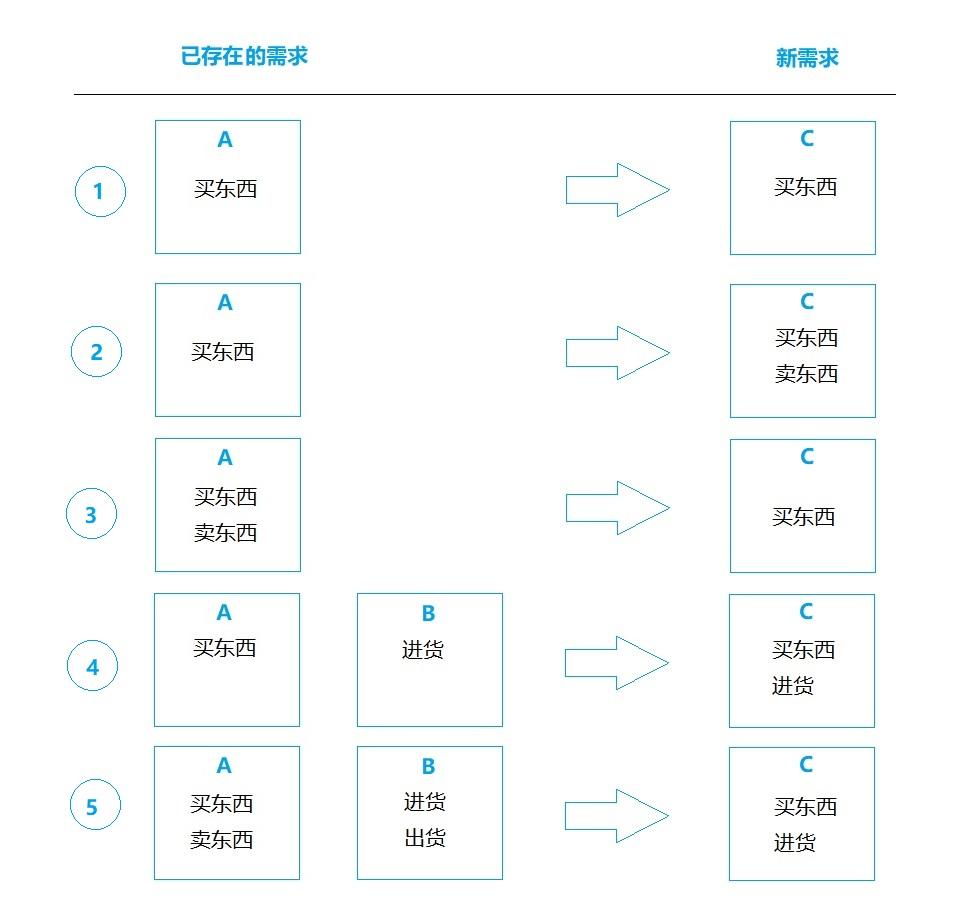 已存在的需求 新需求
A C
1 买东西 买东西
A C
买东西
2 买东西
卖东西
A C
买东西
3 卖东西 买东西
A B C
买东西 进货 买东西
4 进货
A B C
买东西 进货 买东西
5 卖东西 出货 进货